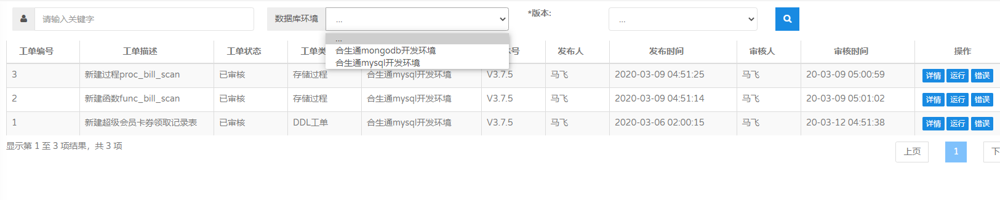 请输入关键字 数据库环境 ... *版本: ...
...
合生通mongodb开发环境
合生通mysql开发环境
工单编号 工单描述 工单状态 工单类 号 发布人 发布时间 审核人 审核时间 操作
3 新建过程proc_bill_scan 已审核 存储过程 合生通mysql开发环境 V3.7.5 马飞 2020-03-09 04:51:25 马飞 20-03-09 05:00:59 详情 运行 错误
2 新建函数func_bill_scan 已审核 存储过程 合生通mysql开发环境 V3.7.5 马飞 2020-03-09 04:51:14 马飞 20-03-09 05:01:02 详情 运行 错误
1 新建超级会员卡券领取记录表 已审核 DDL工单 合生通mysql开发环境 V3.7.5 马飞 2020-03-06 02:00:15 马飞 20-03-12 04:51:38 详情 运行 错误
显示第 1 至 3 项结果，共 3 项
上页 1 下